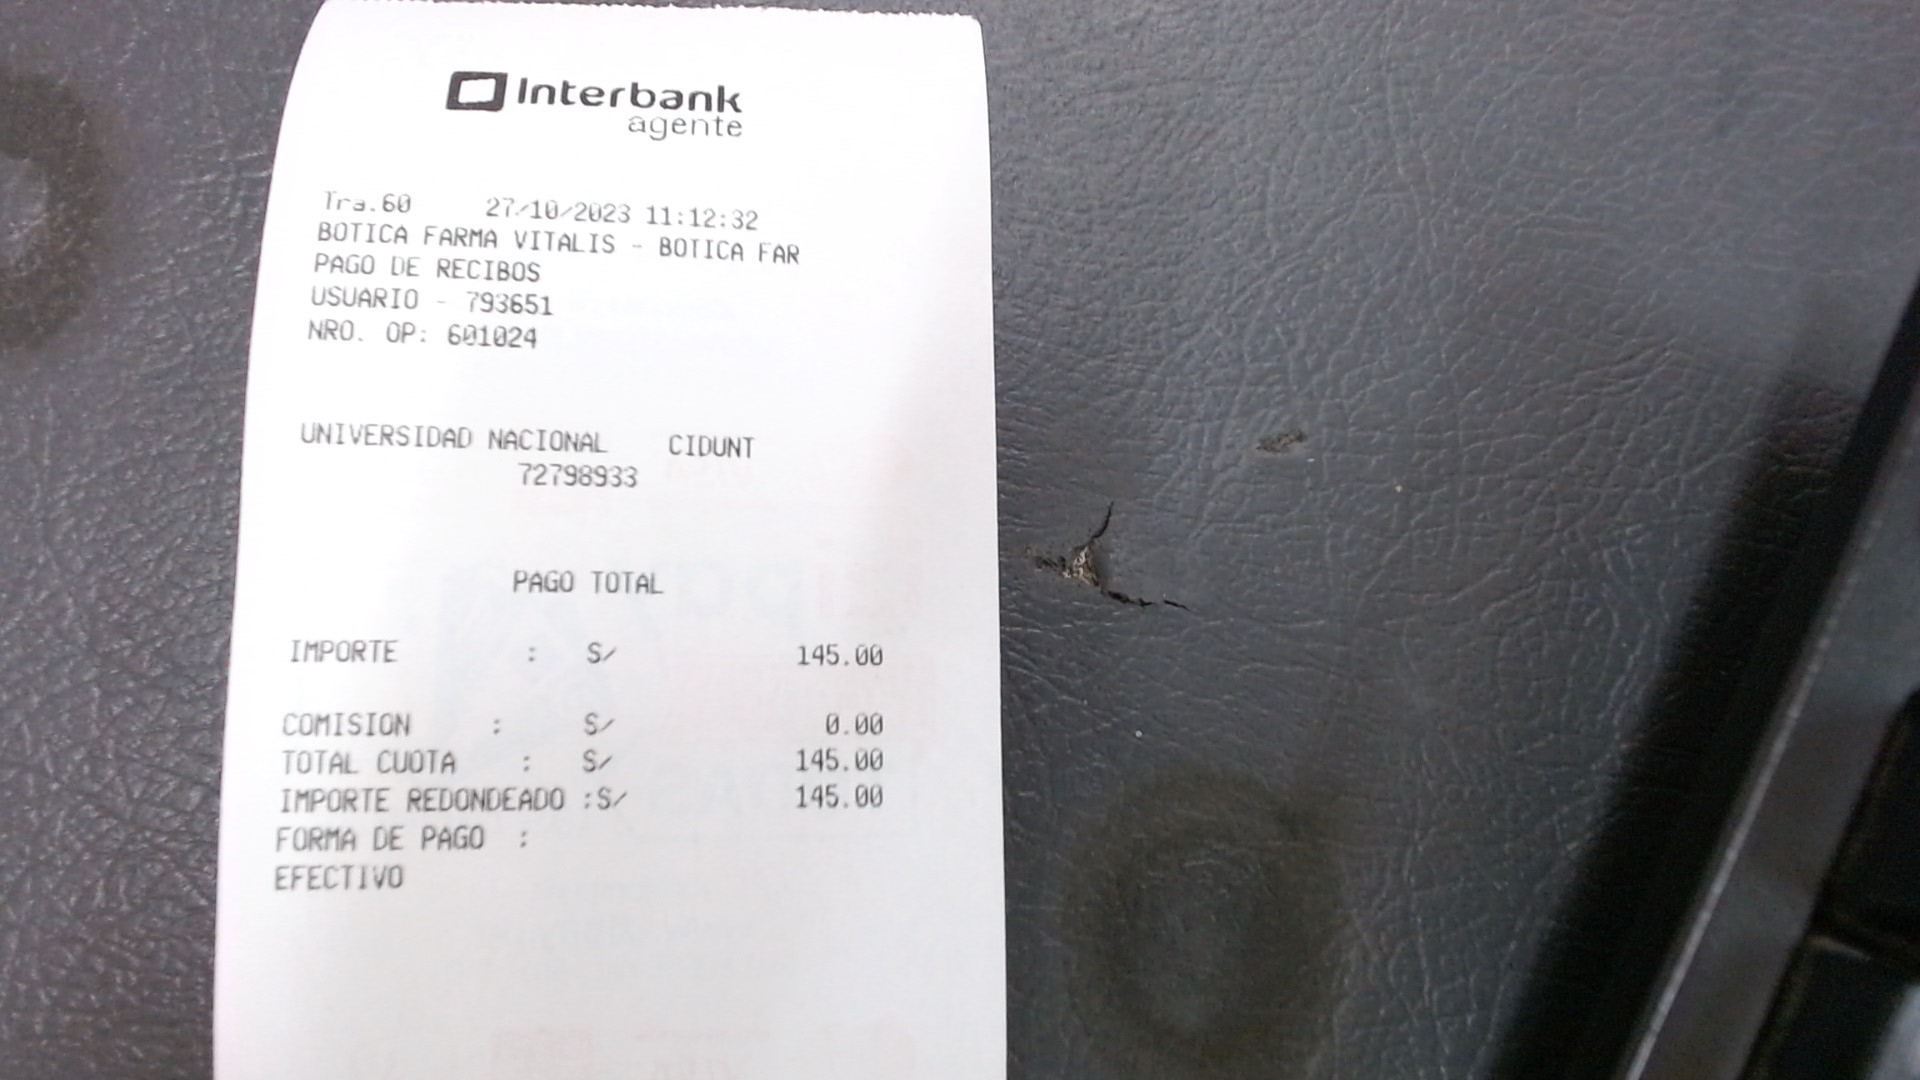 Interbank
agente
Tra.60 27/10/2023 11:12:32
BOTICA FARMA VITALIS - BOTICA FAR
PAGO DE RECIBOS
USUARIO - 793651
NRO. OP: 601024
UNIVERSIDAD NACIONAL CIDUNT
72798933
PAGO TOTAL
IMPORTE : S/ 145.00
COMISION : S/ 0.00
TOTAL CUOTA : S/ 145.00
IMPORTE REDONDEADO :S/ 145.00
FORMA DE PAGO :
EFECTIVO